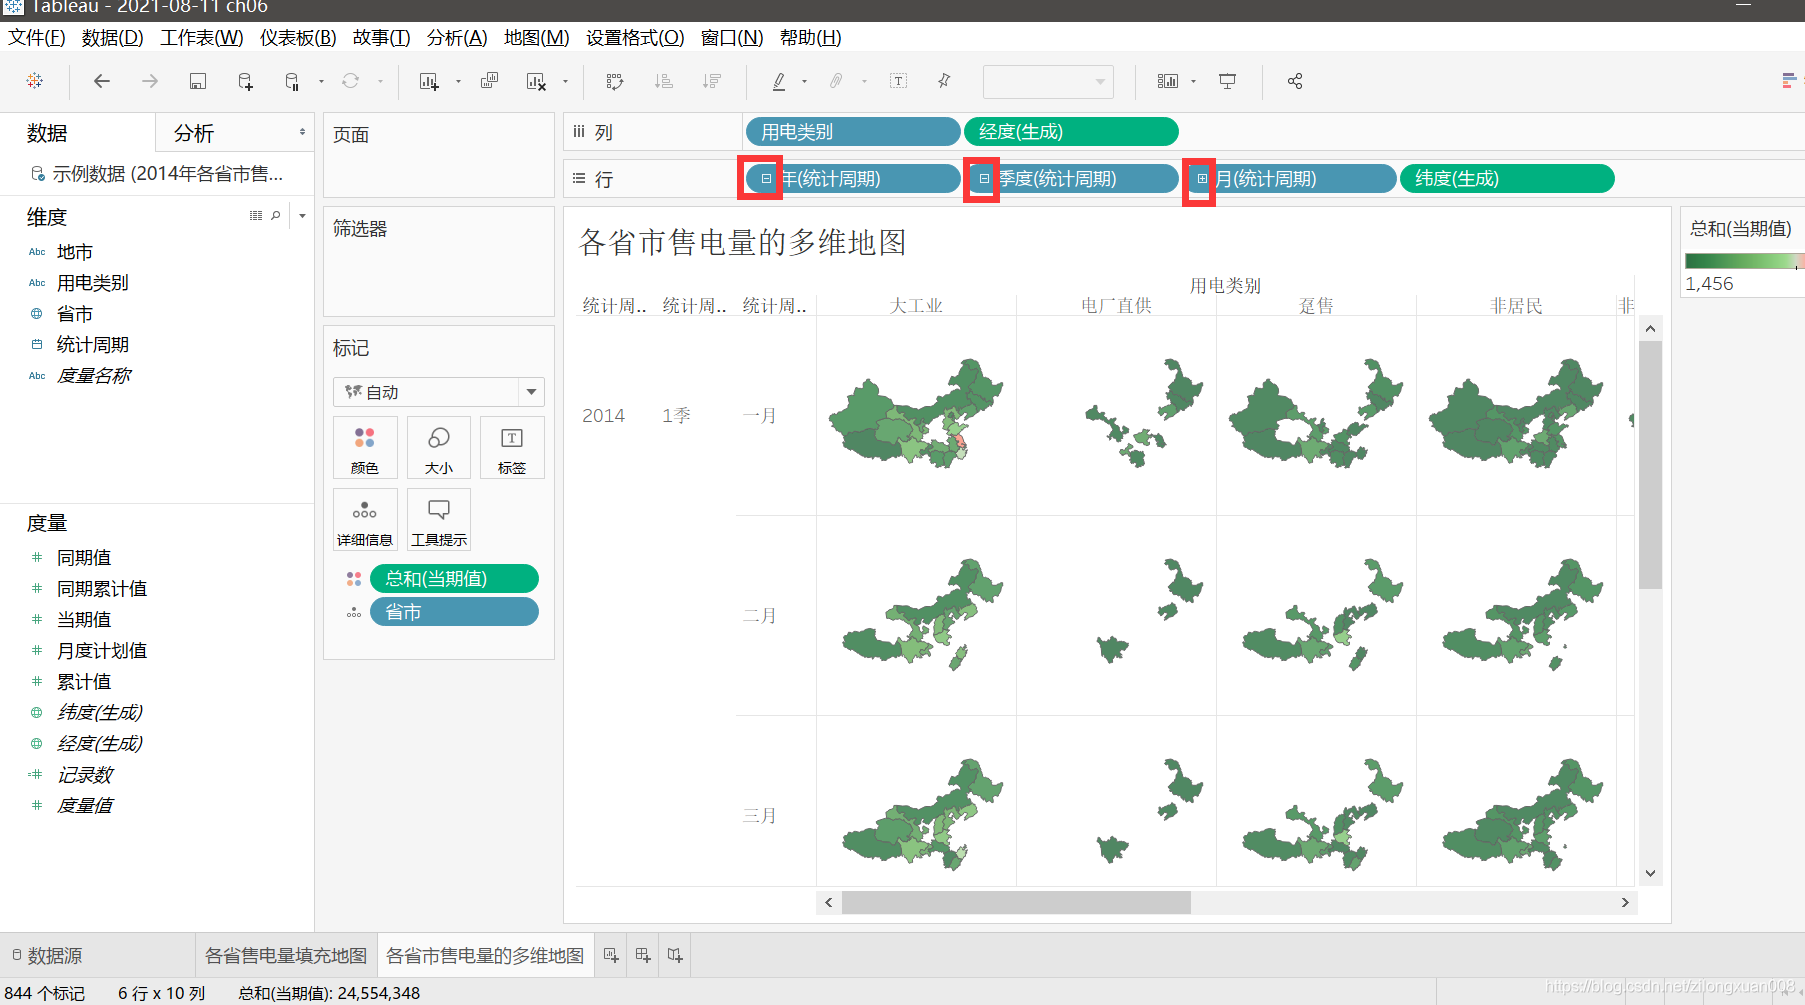 Tableau - 2021-08-11 ch06
文件(F) 数据(D) 工作表(W) 仪表板(B) 故事(T) 分析(A) 地图(M) 设置格式(O) 窗口(N) 帮助(H)
数据 分析
示例数据 (2014年各省市售...
维度
Abc 地市
Abc 用电类别
省市
统计周期
Abc 度量名称
度量
同期值
同期累计值
当期值
月度计划值
累计值
纬度(生成)
经度(生成)
记录数
度量值
页面
筛选器
标记
自动
颜色 大小 标签
详细信息 工具提示
总和(当期值)
省市
列 用电类别 经度(生成)
行 年(统计周期) 季度(统计周期) 月(统计周期) 纬度(生成)
各省市售电量的多维地图
用电类别
统计周.. 统计周.. 统计周.. 大工业 电厂直供 趸售 非居民 非
2014 1季 一月
二月
三月
总和(当期值)
1,456
数据源 各省售电量填充地图 各省市售电量的多维地图
844 个标记 6 行 x 10 列 总和(当期值): 24,554,348
https://blog.csdn.net/zilongxuan008